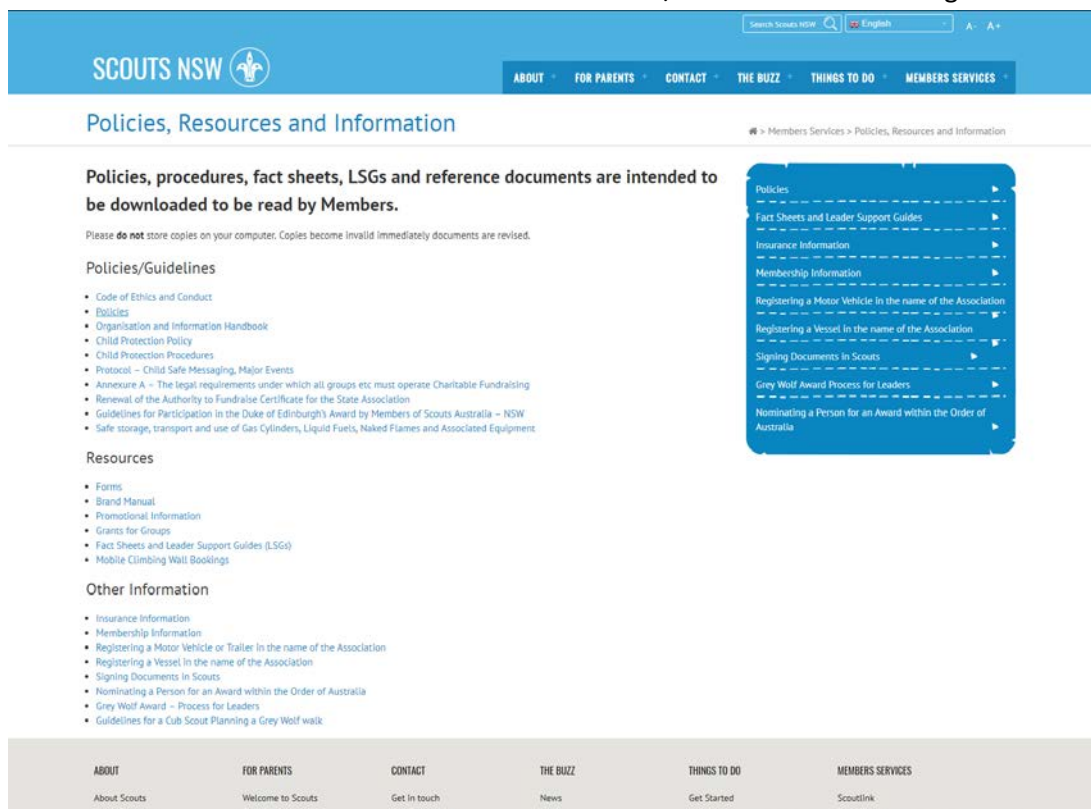 Search Scouts NSW
English
A- A+
SCOUTS NSW
ABOUT
FOR PARENTS
CONTACT
THE BUZZ
THINGS TO DO
MEMBERS SERVICES
Policies, Resources and Information
> Members Services > Policies, Resources and Information
Policies, procedures, fact sheets, LSGs and reference documents are intended to
be downloaded to be read by Members.
Please do not store copies on your computer. Copies become invalid immediately documents are revised.
Policies/Guidelines
• Code of Ethics and Conduct
• Policies
• Organisation and Information Handbook
• Child Protection Policy
• Child Protection Procedures
• Protocol – Child Safe Messaging, Major Events
• Annexure A – The legal requirements under which all groups etc must operate Charitable Fundraising
• Renewal of the Authority to Fundraise Certificate for the State Association
• Guidelines for Participation in the Duke of Edinburgh's Award by Members of Scouts Australia – NSW
• Safe storage, transport and use of Gas Cylinders, Liquid Fuels, Naked Flames and Associated Equipment
Resources
• Forms
• Brand Manual
• Promotional Information
• Grants for Groups
• Fact Sheets and Leader Support Guides (LSGs)
• Mobile Climbing Wall Bookings
Other Information
• Insurance Information
• Membership Information
• Registering a Motor Vehicle or Trailer in the name of the Association
• Registering a Vessel in the name of the Association
• Signing Documents in Scouts
• Nominating a Person for an Award within the Order of Australia
• Grey Wolf Award – Process for Leaders
• Guidelines for a Cub Scout Planning a Grey Wolf walk
Policies
Fact Sheets and Leader Support Guides
Insurance Information
Membership Information
Registering a Motor Vehicle in the name of the Association
Registering a Vessel in the name of the Association
Signing Documents in Scouts
Grey Wolf Award Process for Leaders
Nominating a Person for an Award within the Order of
Australia
ABOUT
FOR PARENTS
CONTACT
THE BUZZ
THINGS TO DO
MEMBERS SERVICES
About Scouts
Welcome to Scouts
Get in touch
News
Get Started
Scoutlink